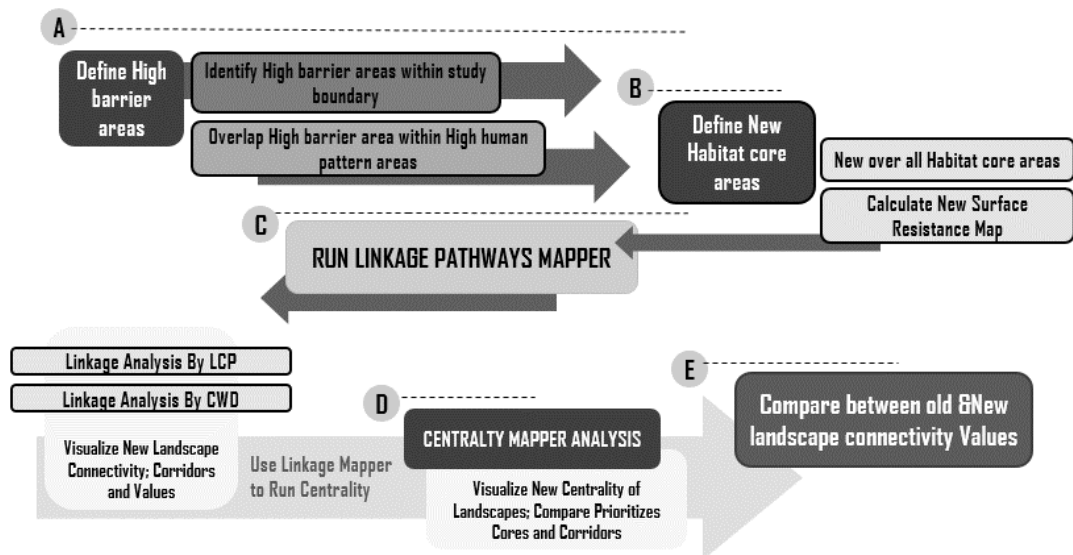 A
Define High
barrier
areas
Identify High barrier areas within study
boundary
Overlap High barrier area within High human
pattern areas
B
Define New
Habitat core
areas
New over all Habitat core areas
Calculate New Surface
Resistance Map
C
RUN LINKAGE PATHWAYS MAPPER
Linkage Analysis By LCP
Linkage Analysis By CWD
Visualize New Landscape
Connectivity; Corridors
and Values
Use Linkage Mapper
to Run Centrality
D
CENTRALTY MAPPER ANALYSIS
Visualize New Centrality of
Landscapes; Compare Prioritizes
Cores and Corridors
E
Compare between old &New
landscape connectivity Values